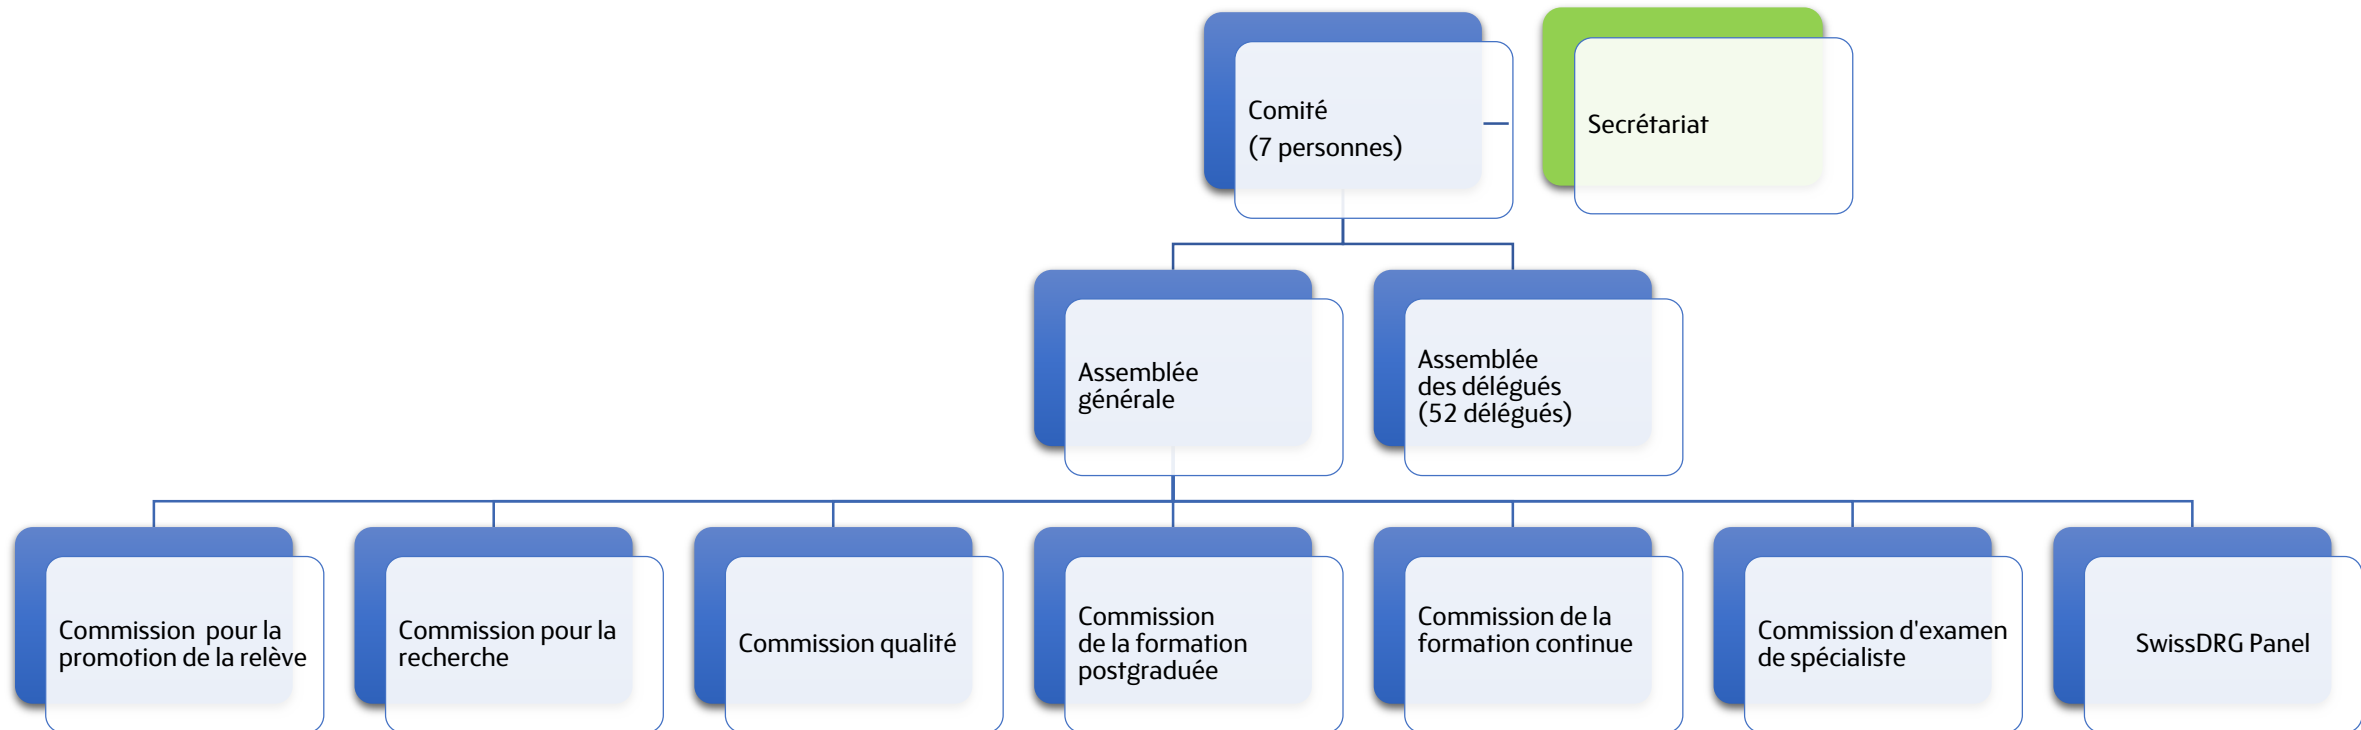 Comité
(7 personnes)
Secrétariat
Assemblée
générale
Assemblée
des délégués
(52 délégués)
Commission  pour la
promotion de la relève
Commission pour la
recherche
Commission qualité
Commission
de la formation
postgraduée
Commission de la
formation continue
Commission d'examen
de spécialiste
SwissDRG Panel